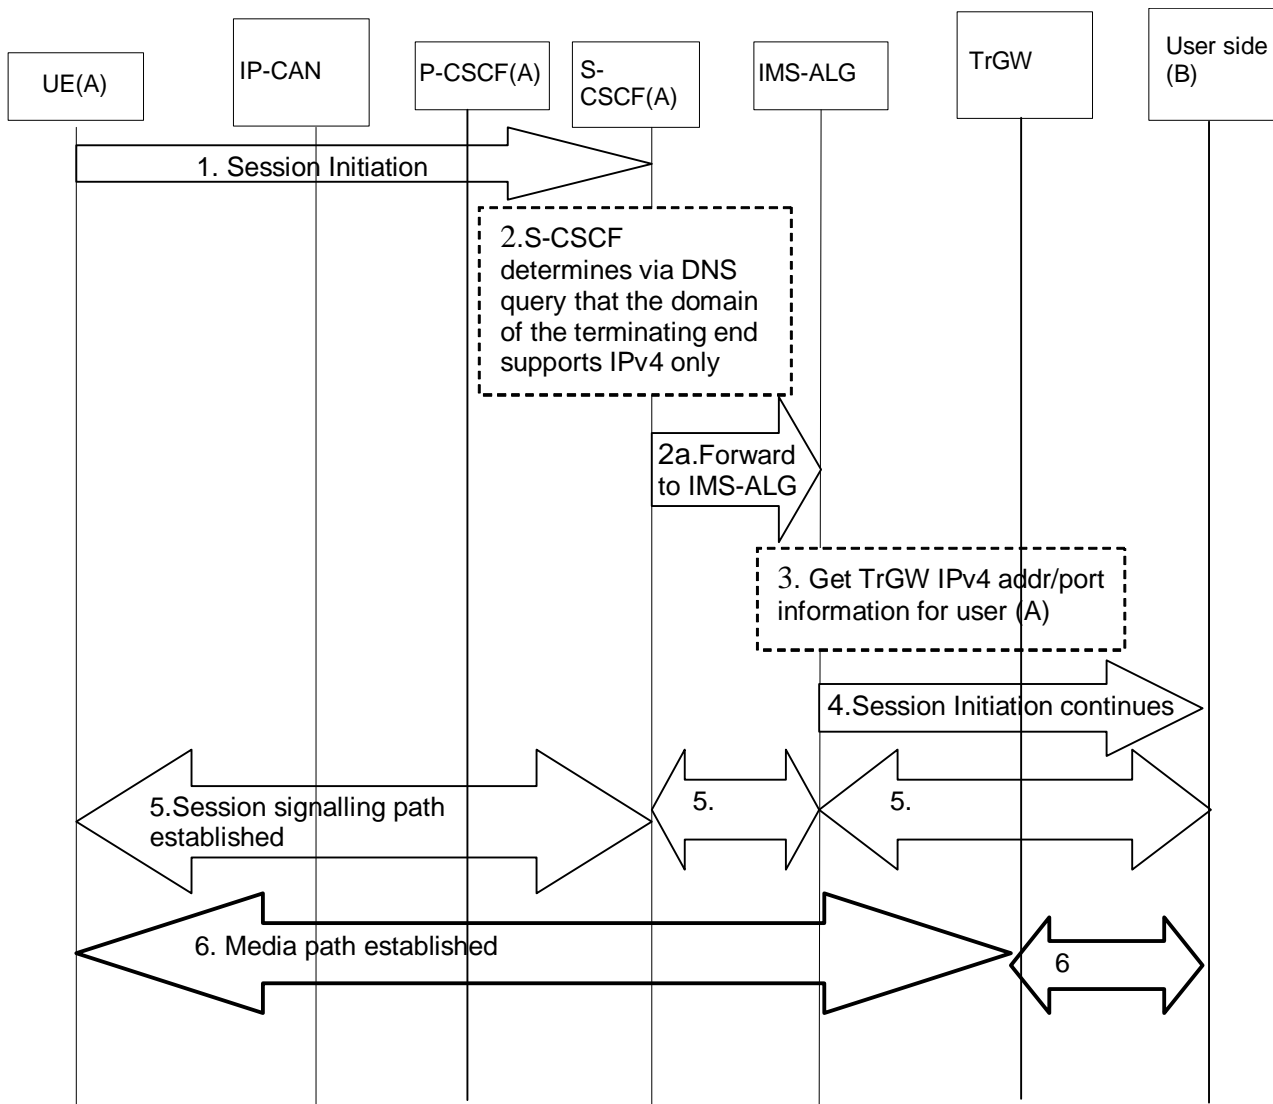 UE(A)
IP-CAN
P-CSCF(A)
S-
CSCF(A)
IMS-ALG
TrGW
User side
(B)
1. Session Initiation
2.S-CSCF
determines via DNS
query that the domain
of the terminating end
supports IPv4 only
2a.Forward
to IMS-ALG
3. Get TrGW IPv4 addr/port
information for user (A)
4.Session Initiation continues
5.Session signalling path
established
5.
5.
6. Media path established
6